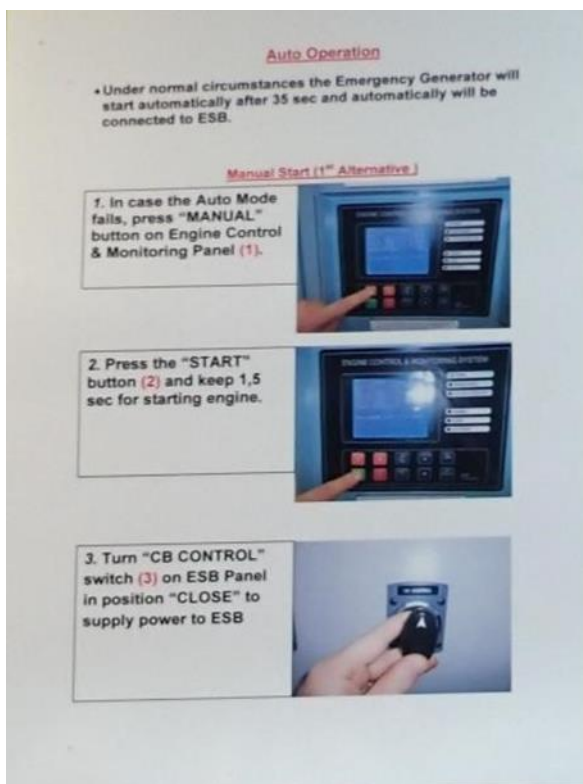 Auto Operation
• Under normal circumstances the Emergency Generator will
start automatically after 35 sec and automatically will be
connected to ESB.
Manual Start (1st Alternative )
1. In case the Auto Mode
fails, press “MANUAL”
button on Engine Control
& Monitoring Panel (1).
2. Press the “START”
button (2) and keep 1,5
sec for starting engine.
ENGINE CONTROL & MONITORING SYSTEM
3. Turn “CB CONTROL”
switch (3) on ESB Panel
in position “CLOSE” to
supply power to ESB